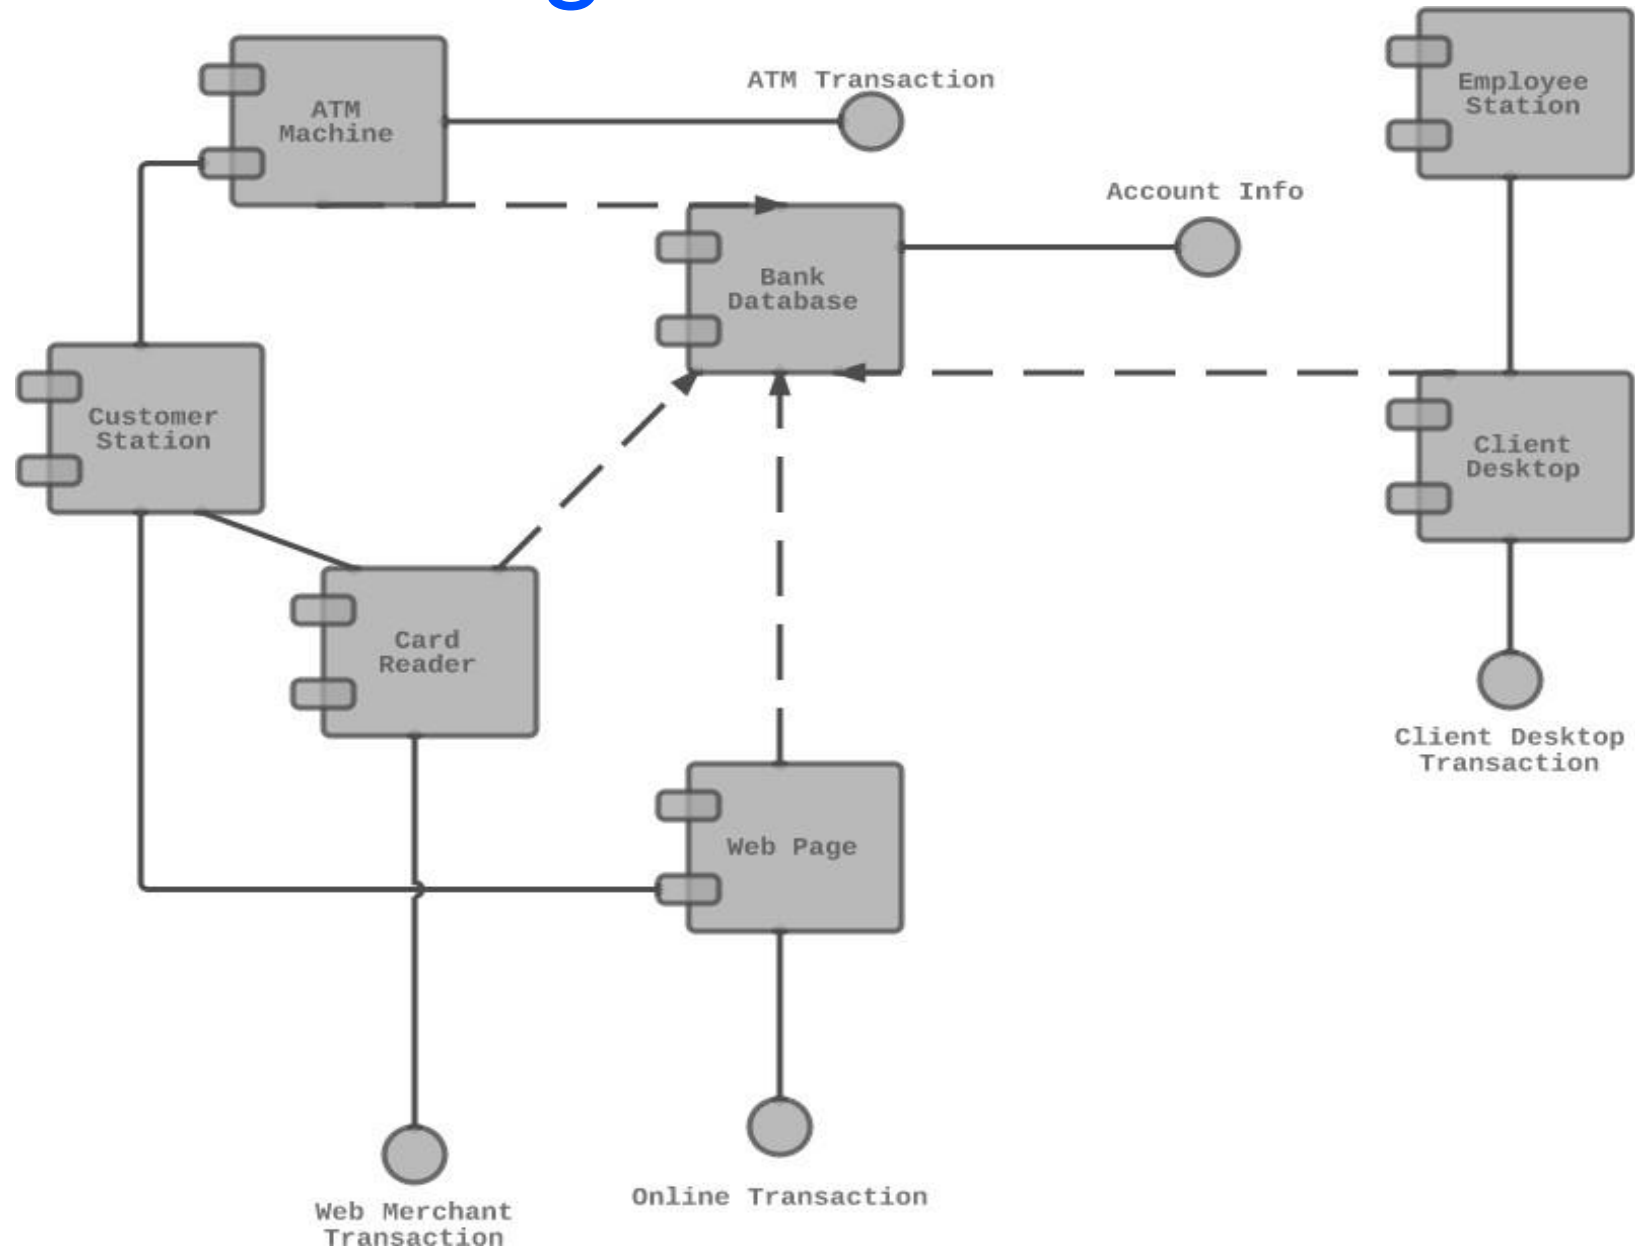 ATM Transaction
ATM
Machine
Employee
Station
Account Info
Bank
Database
Customer
Station
Client
Desktop
Card
Reader
Client Desktop
Transaction
Web Page
Online Transaction
Web Merchant
Transaction